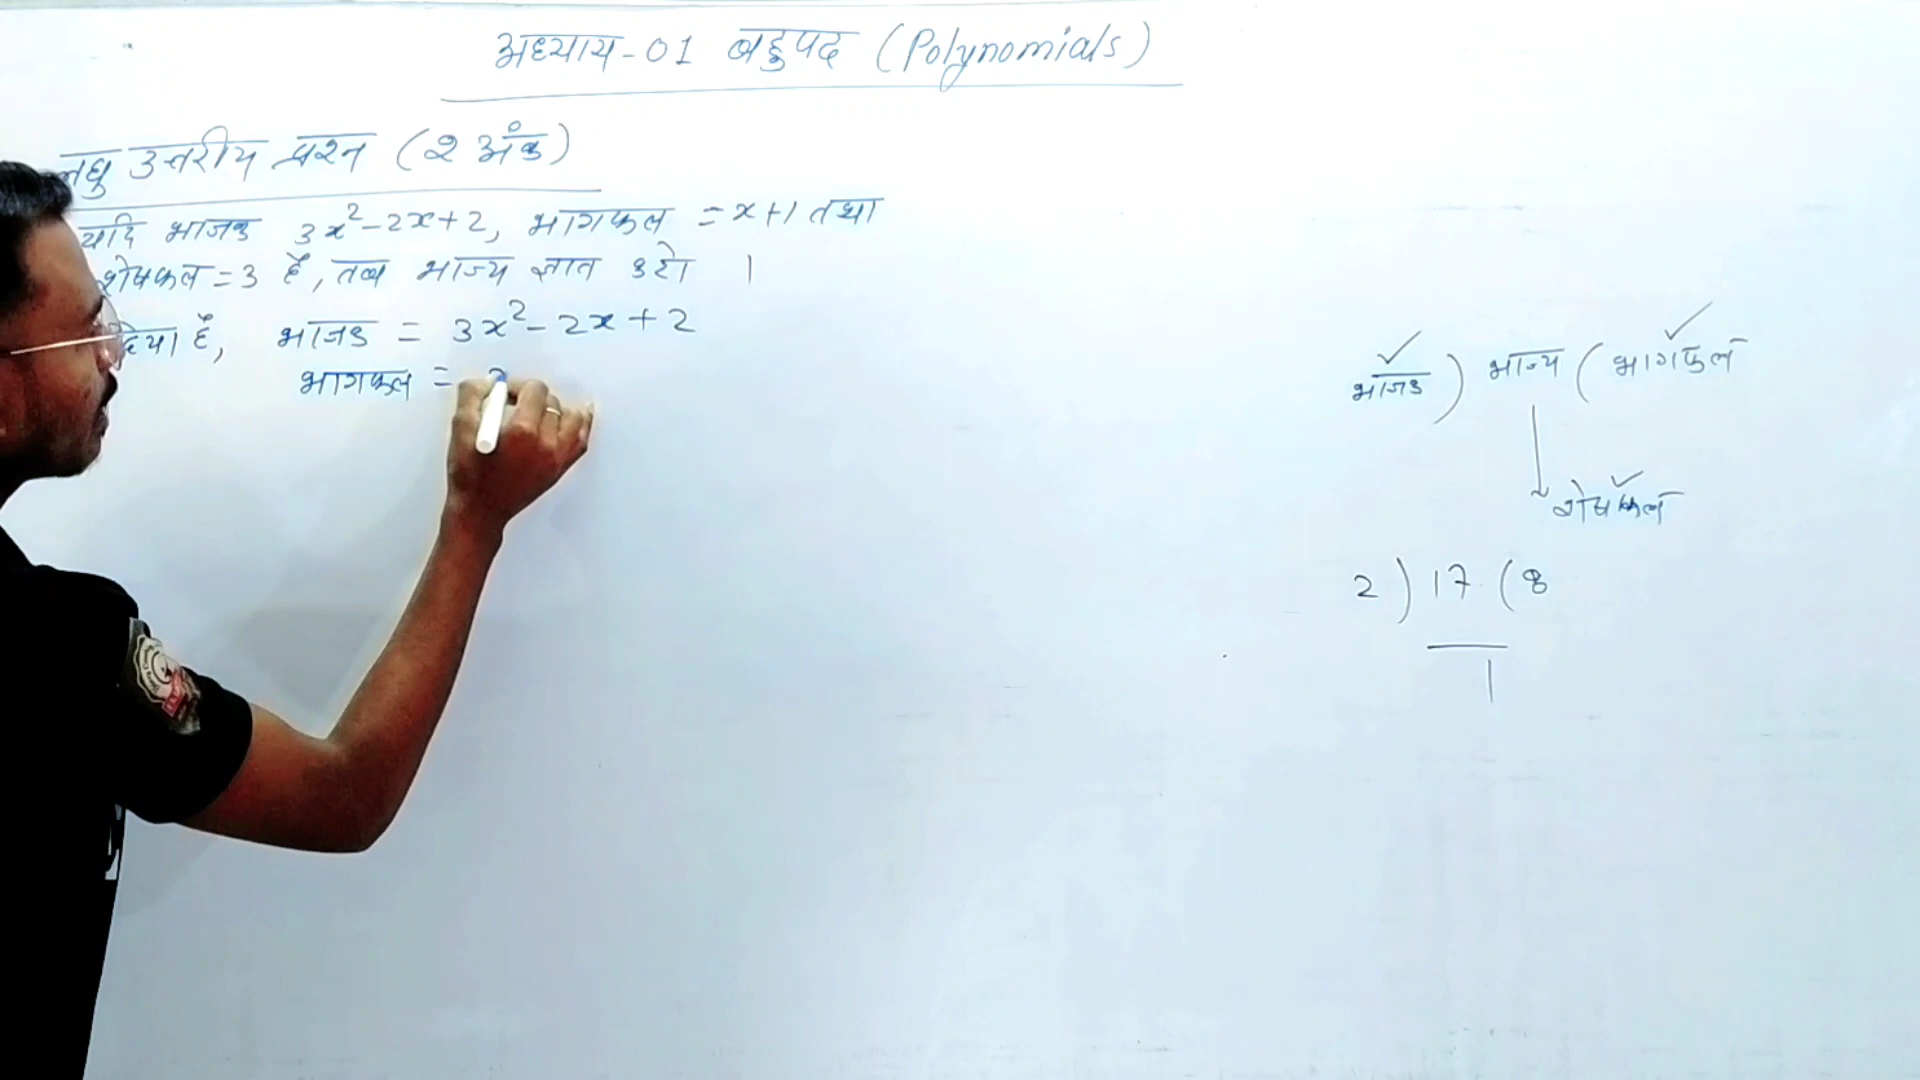 अध्याय-01 बहुपद (Polynomials)
लघु उत्तरीय प्रश्न (2 अंक)
यदि भाजक 3x²-2x+2, भागफल = x+1 तथा
शेषफल = 3 है, तब भाज्य ज्ञात करो ।
दिया है, भाजक = 3x²-2x+2
भागफल =
भाजक ) भाज्य ( भागफल
शेषफल
2 ) 17 ( 8
1